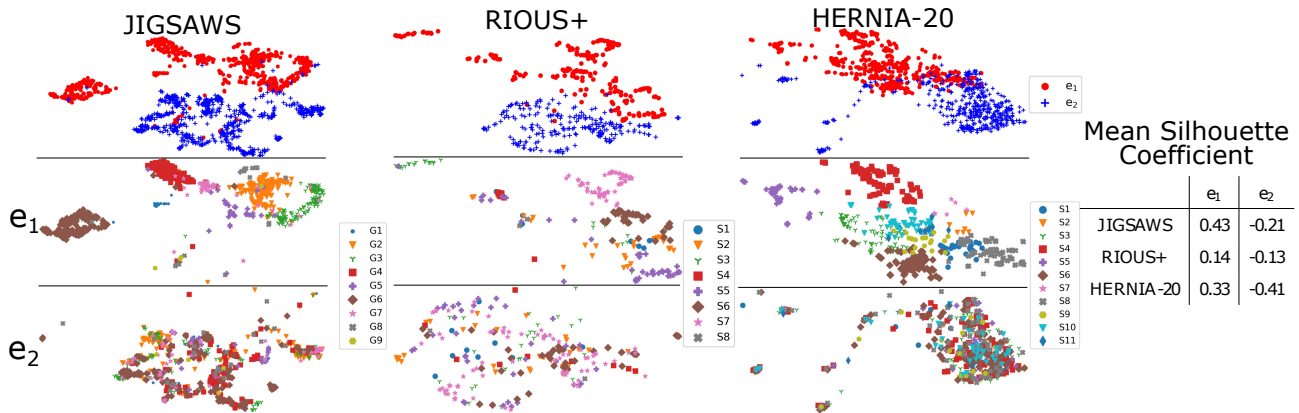 JIGSAWS
RIOUS+
HERNIA-20
e₁
e₂
e₁
G1
G2
G3
G4
G5
G6
G7
G8
G9
S1
S2
S3
S4
S5
S6
S7
S8
S1
S2
S3
S4
S5
S6
S7
S8
S9
S10
S11
e₂
Mean Silhouette
Coefficient
e₁ e₂
JIGSAWS 0.43 -0.21
RIOUS+ 0.14 -0.13
HERNIA-20 0.33 -0.41